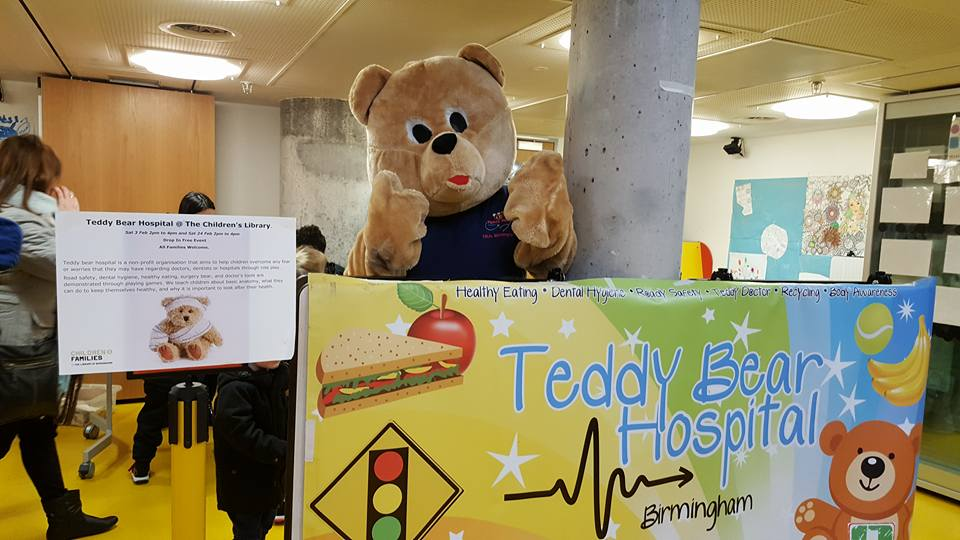 Teddy Bear Hospital @ The Children's Library.
Sat 3 Feb 2pm to 4pm and Sat 24 Feb 2pm to 4pm
Drop In Free Event
All Families Welcome.
Teddy bear hospital is a non-profit organisation that aims to help children overcome any fear
or worries that they may have regarding doctors, dentists or hospitals through role play.
Road safety, dental hygiene, healthy eating, surgery bear, and doctor's bear are
demonstrated through playing games. We teach children about basic anatomy, what they
can do to keep themselves healthy, and why it is important to look after their health.
CHILDREN
FAMILIES
Healthy Eating • Dental Hygiene • Road Safety • Teddy Doctor • Recycling • Body Awareness
Teddy Bear
Hospital
Birmingham